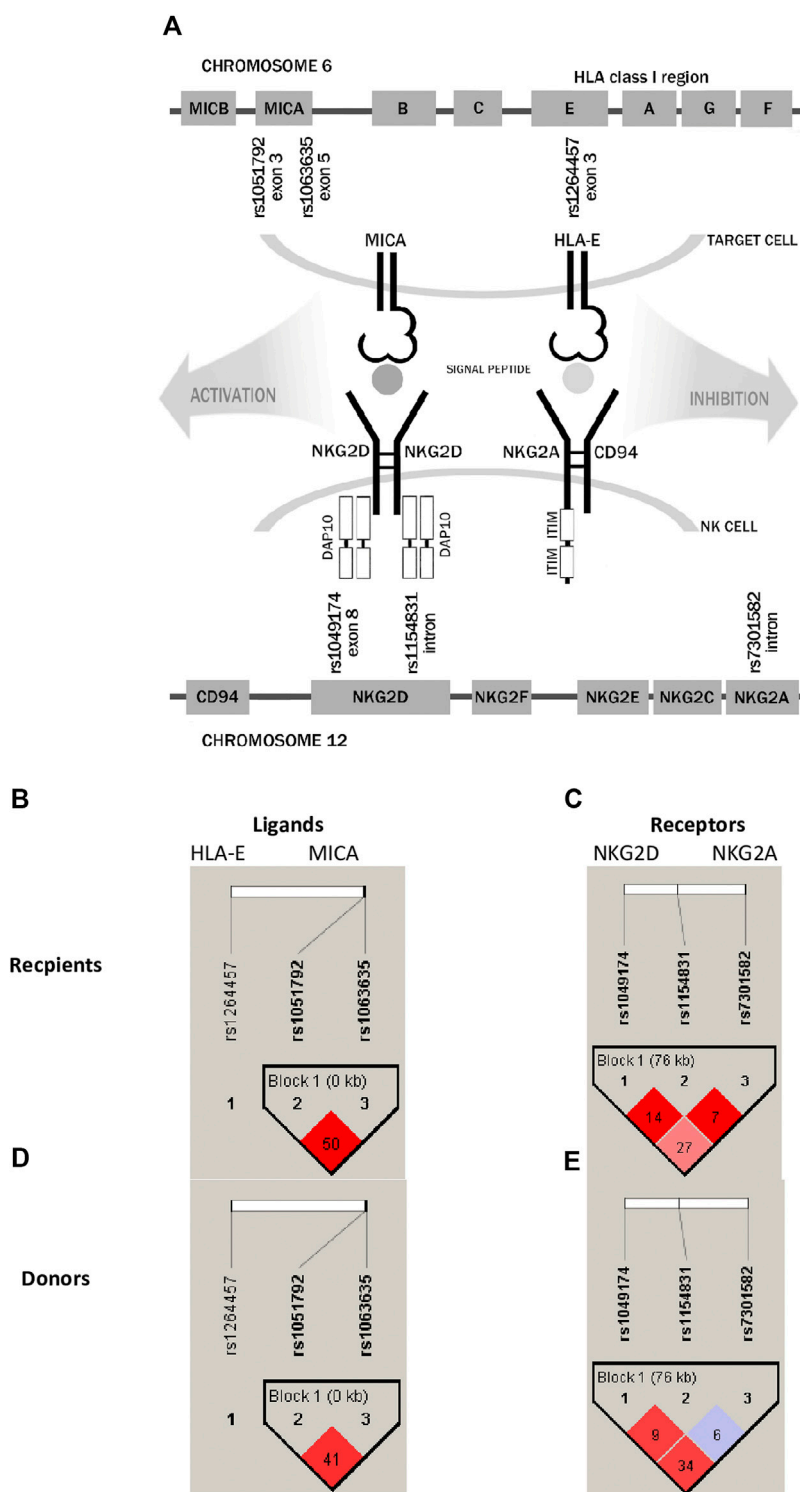 A
CHROMOSOME 6
HLA class I region
MICB MICA B C E A G F
rs1051792
exon 3
rs1063635
exon 5
rs1264457
exon 3
MICA
HLA-E
TARGET CELL
SIGNAL PEPTIDE
ACTIVATION
INHIBITION
NKG2D NKG2D
NKG2A CD94
DAP10
DAP10
ITIM
ITIM
NK CELL
rs1049174
exon 8
rs1154831
intron
rs7301582
intron
CD94 NKG2D NKG2F NKG2E NKG2C NKG2A
CHROMOSOME 12
B
Ligands
HLA-E MICA
Recpients
rs1264457
rs1051792
rs1063635
Block 1 (0 kb)
1 2 3
50
C
Receptors
NKG2D NKG2A
rs1049174
rs1154831
rs7301582
Block 1 (76 kb)
1 2 3
14 7
27
D
Donors
rs1264457
rs1051792
rs1063635
Block 1 (0 kb)
1 2 3
41
E
rs1049174
rs1154831
rs7301582
Block 1 (76 kb)
1 2 3
9 6
34